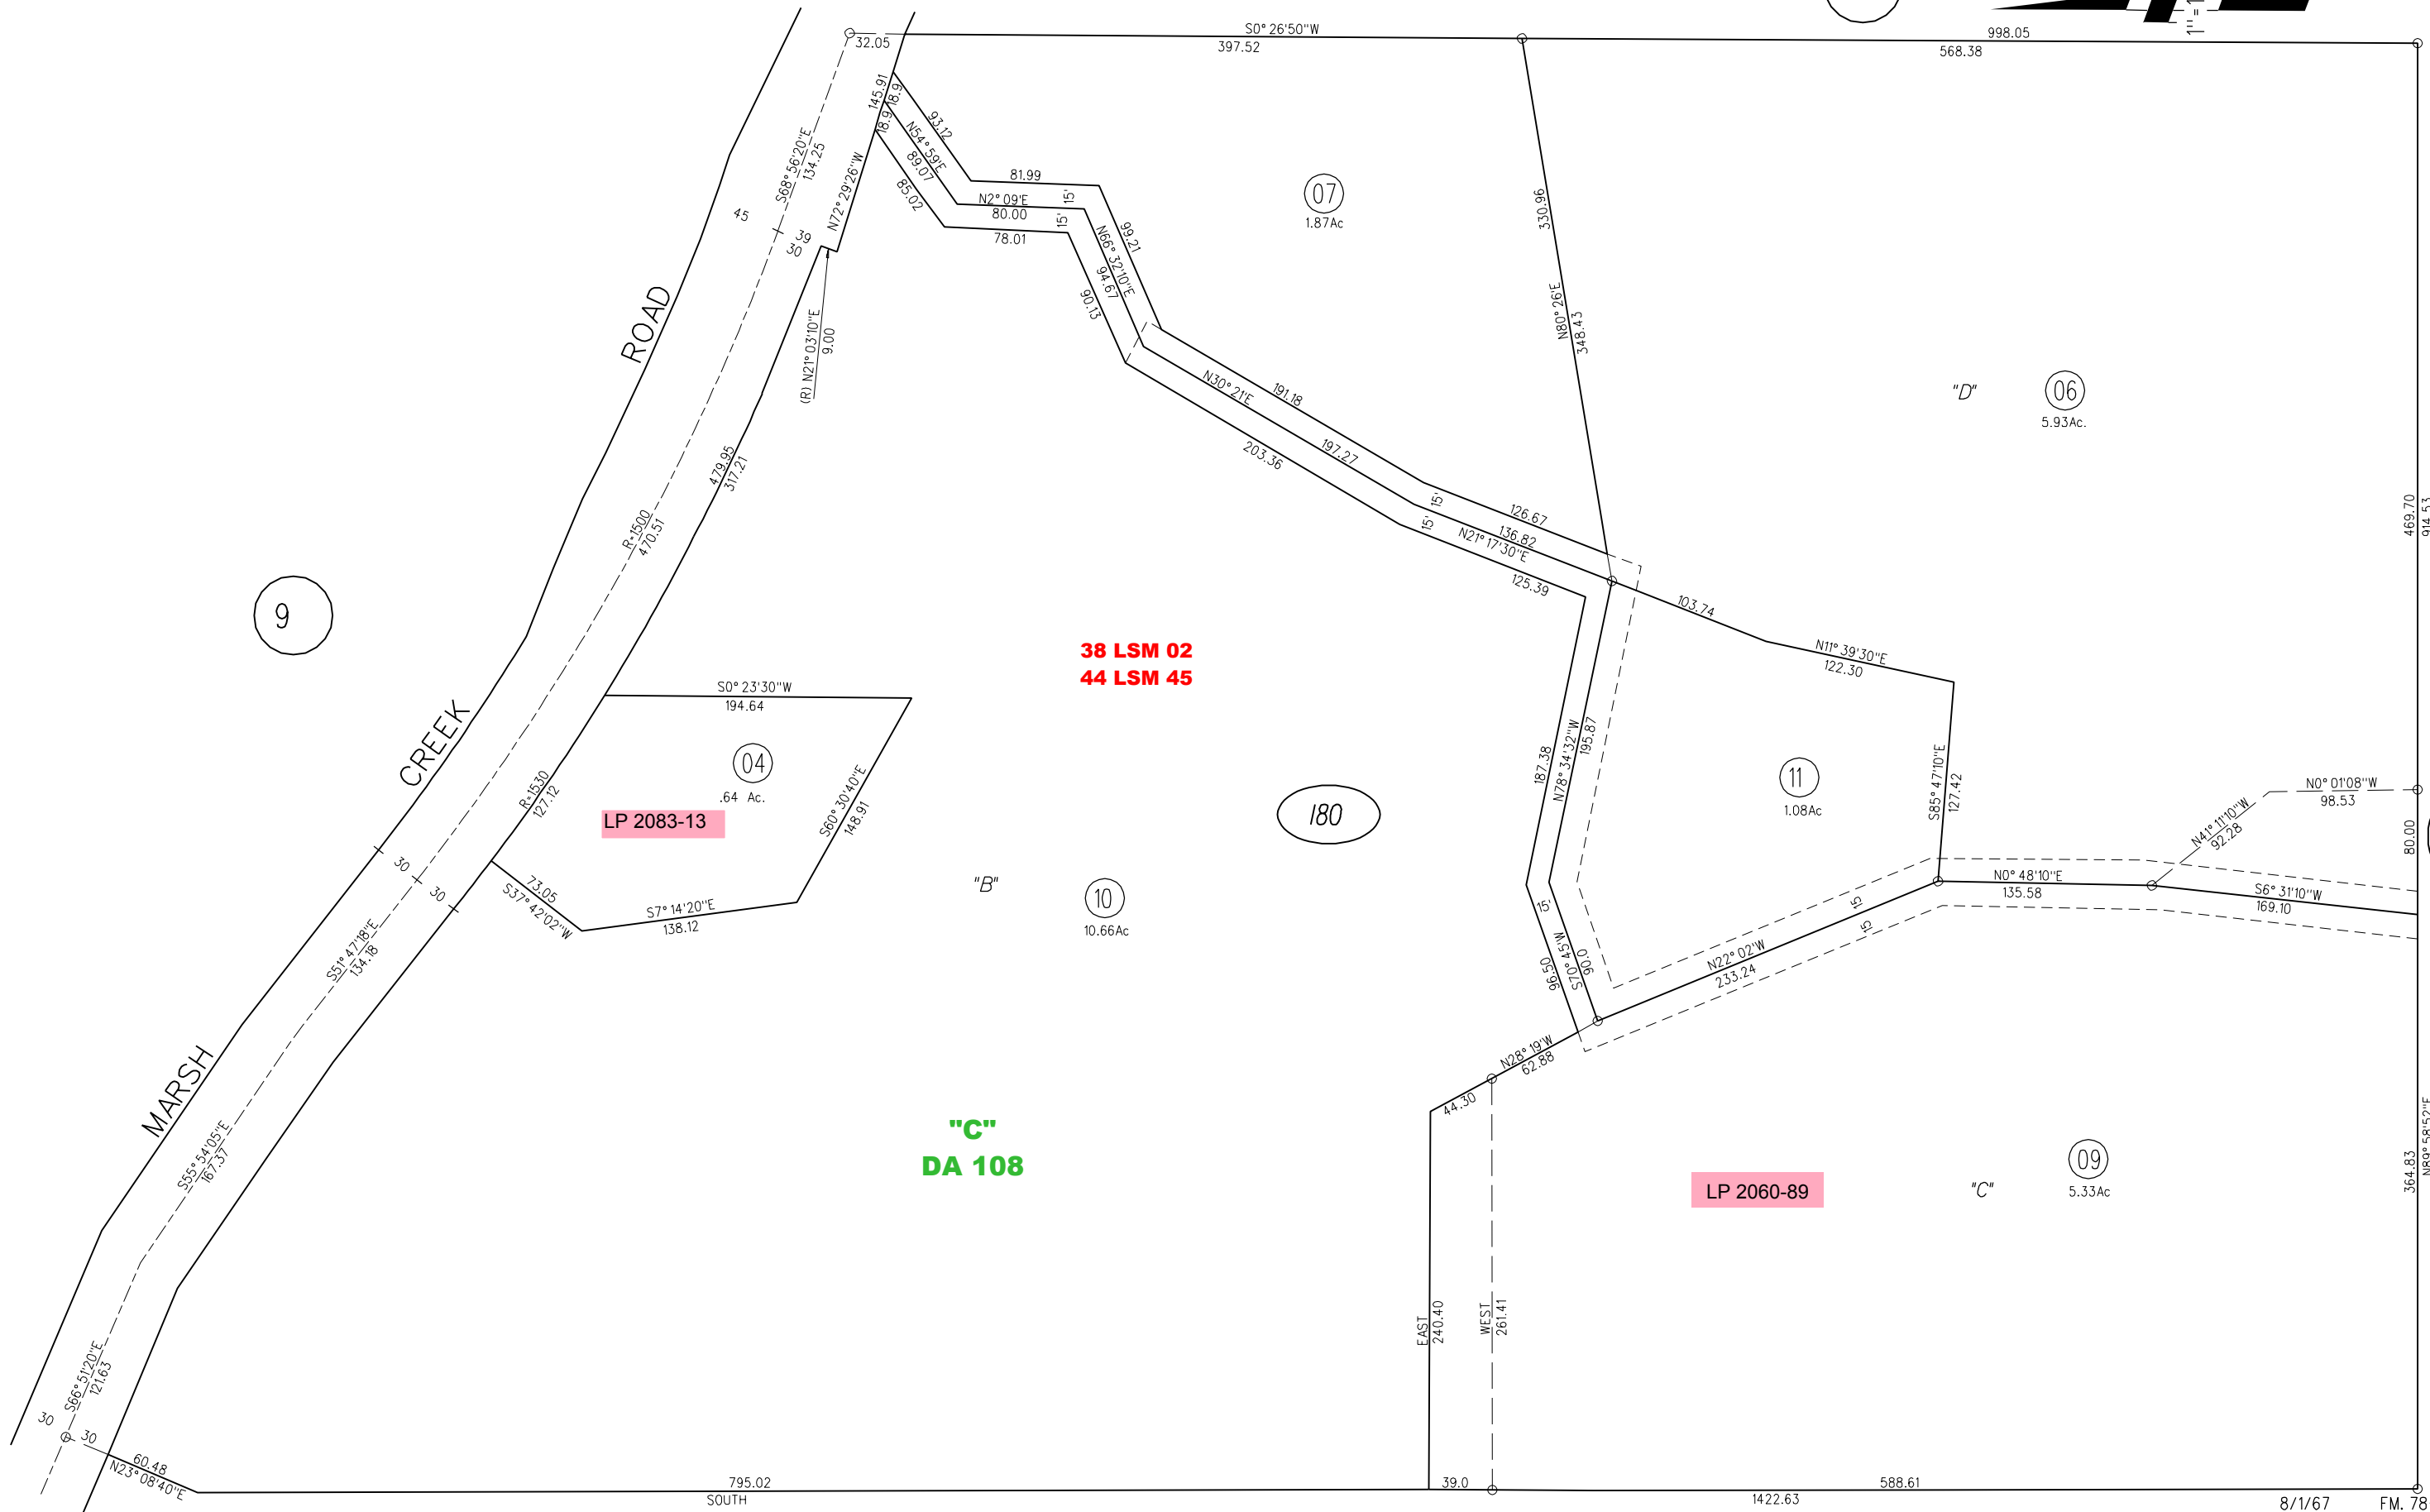 S0° 26'50"W
32.05
397.52
998.05
568.38
1"=1
145.91
18.91
18.9
93.12
N54° 59'E
89.07
85.02
N72° 29'26"W
S68° 56'20"E
134.25
45
39
30
81.99
N2° 09'E
80.00
78.01
15'
15'
07
1.87Ac
99.21
N66° 32'10"E
94.67
90.13
330.96
N80° 26'E
348.43
ROAD
(R) N21° 03'10"E
9.00
191.18
N30° 21'E
197.27
203.36
"D"
06
5.93Ac.
479.95
317.21
R=1500
470.51
15'
15'
126.67
136.82
N21° 17'30"E
125.39
469.70
914.53
9
103.74
N11° 39'30"E
122.30
38 LSM 02
44 LSM 45
S0° 23'30"W
194.64
CREEK
04
.64 Ac.
LP 2083-13
R=1530
127.12
S60° 30'40"E
148.91
187.38
N78° 34'32"W
195.87
11
1.08Ac
S85° 47'10"E
127.42
N0° 01'08"W
98.53
N41° 11'10"W
92.28
80.00
180
30
30
73.05
S37° 42'02"W
S7° 14'20"E
138.12
"B"
10
10.66Ac
N0° 48'10"E
135.58
S6° 31'10"W
169.10
15
15
15'
S70° 45'W
90.0
96.50
N22° 02'W
233.24
S51° 47'18"E
134.18
N28° 19'W
62.88
44.30
MARSH
"C"
DA 108
S55° 54'05"E
167.37
LP 2060-89
"C"
09
5.33Ac
364.83
N89° 58'52"E
EAST
240.40
WEST
261.41
S66° 51'20"E
121.63
30
30
60.48
N23° 08'40"E
795.02
SOUTH
39.0
588.61
1422.63
8/1/67
FM. 78